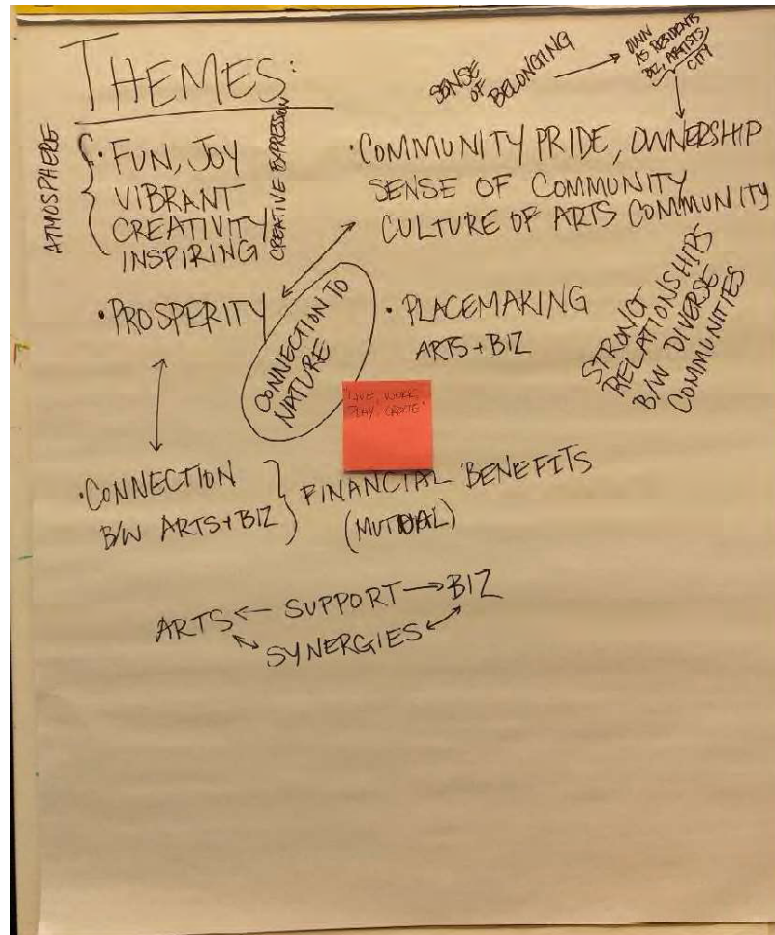 THEMES:
ATMOSPHERE
• FUN, JOY
VIBRANT
CREATIVITY
INSPIRING
CREATIVE EXPRESSION
SENSE
OF BELONGING
OWN
AS RESIDENTS
BIZ, ARTISTS,
CITY
• COMMUNITY PRIDE, OWNERSHIP
SENSE OF COMMUNITY
CULTURE OF ARTS COMMUNITY
STRONG
RELATIONSHIPS
B/W DIVERSE
COMMUNITIES
• PROSPERITY
CONNECTION TO
NATURE
• PLACEMAKING
ARTS + BIZ
"LIVE, WORK,
PLAY, CREATE"
• CONNECTION
B/W ARTS + BIZ
FINANCIAL BENEFITS
(MUTUAL)
ARTS ← SUPPORT → BIZ
SYNERGIES